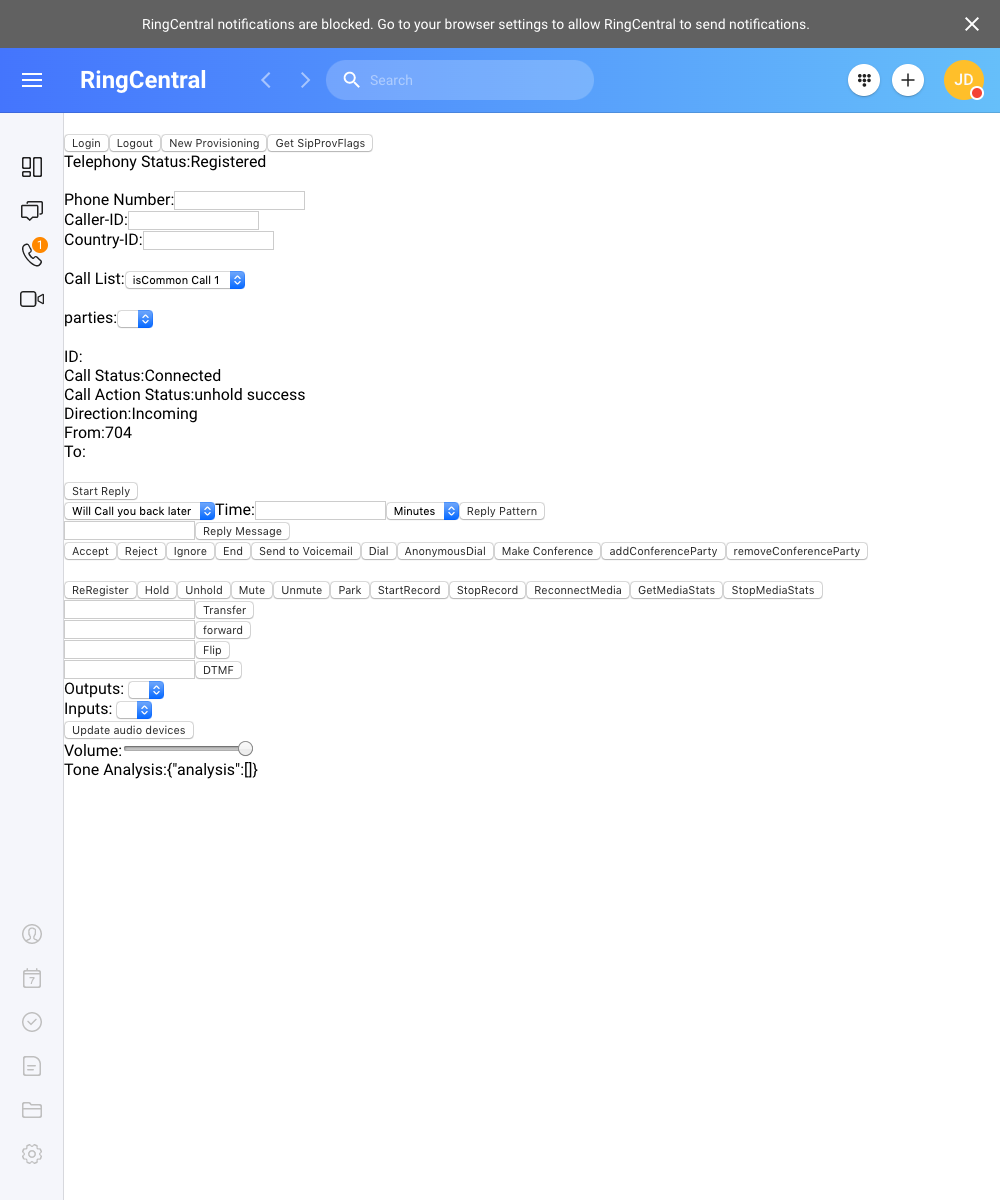 RingCentral notifications are blocked. Go to your browser settings to allow RingCentral to send notifications.
RingCentral Search JD
Login Logout New Provisioning Get SipProvFlags
Telephony Status:Registered
1
Phone Number:
Caller-ID:
Country-ID:
Call List: isCommon Call 1
parties:
ID:
Call Status:Connected
Call Action Status:unhold success
Direction:Incoming
From:704
To:
Start Reply
Will Call you back later Time: Minutes Reply Pattern
Reply Message
Accept Reject Ignore End Send to Voicemail Dial AnonymousDial Make Conference addConferenceParty removeConferenceParty
ReRegister Hold Unhold Mute Unmute Park StartRecord StopRecord ReconnectMedia GetMediaStats StopMediaStats
Transfer
forward
Flip
DTMF
Outputs:
Inputs:
Update audio devices
Volume:
Tone Analysis:{"analysis":[]}
7